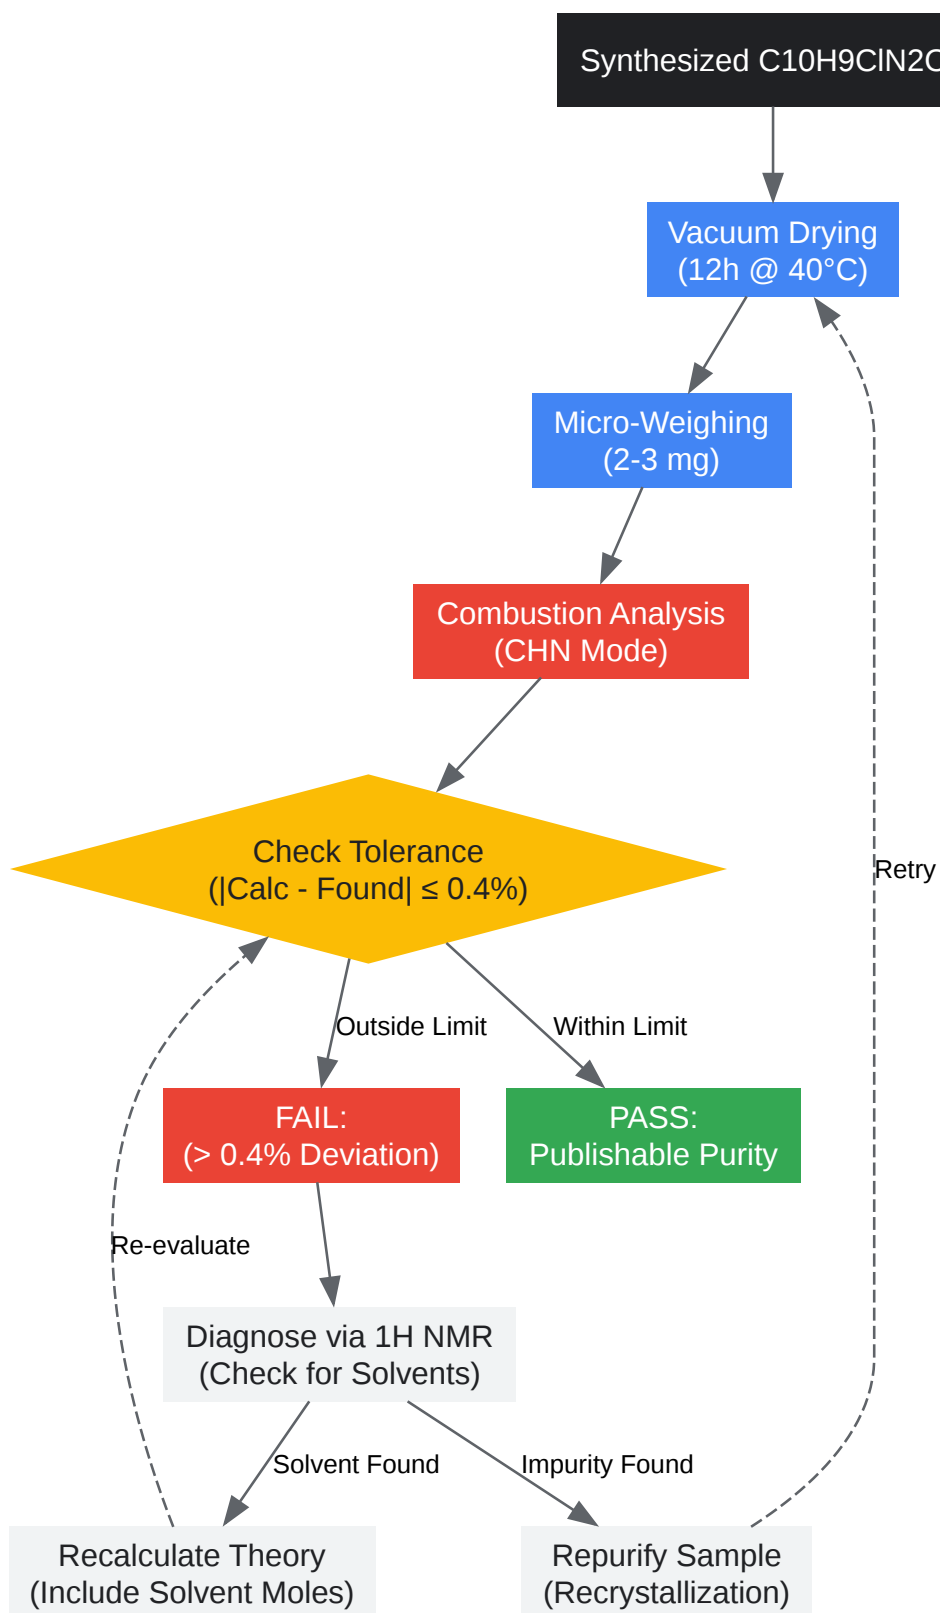 Synthesized C10H9ClN2O
Vacuum Drying
(12h @ 40°C)
Micro-Weighing
(2-3 mg)
Combustion Analysis
(CHN Mode)
Check Tolerance
(|Calc - Found| ≤ 0.4%)
Retry
Outside Limit
Within Limit
FAIL:
(> 0.4% Deviation)
PASS:
Publishable Purity
Re-evaluate
Diagnose via 1H NMR
(Check for Solvents)
Solvent Found
Impurity Found
Recalculate Theory
(Include Solvent Moles)
Repurify Sample
(Recrystallization)